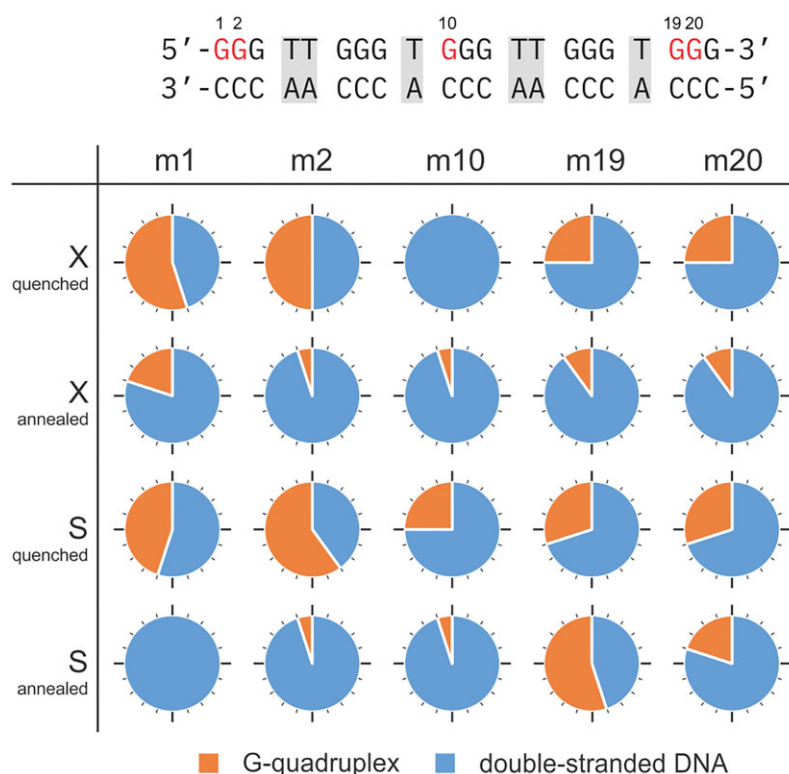 1 2 10 19 20
5’-GGG TT GGG T GGG TT GGG T GGG-3’
3’-CCC AA CCC A CCC AA CCC A CCC-5’
m1 m2 m10 m19 m20
X
quenched
X
annealed
S
quenched
S
annealed
G-quadruplex double-stranded DNA